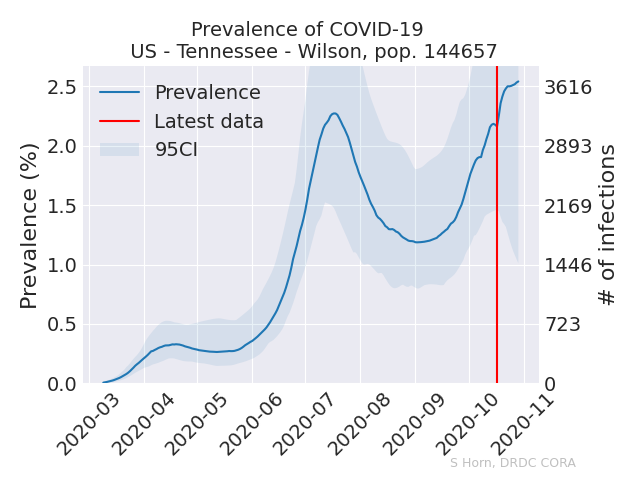 Prevalence of COVID-19
US - Tennessee - Wilson, pop. 144657
Prevalence
Latest data
95CI
Prevalence (%)
2.5
2.0
1.5
1.0
0.5
0.0
3616
2893
2169
1446
723
0
# of infections
2020-03
2020-04
2020-05
2020-06
2020-07
2020-08
2020-09
2020-10
2020-11
S Horn, DRDC CORA